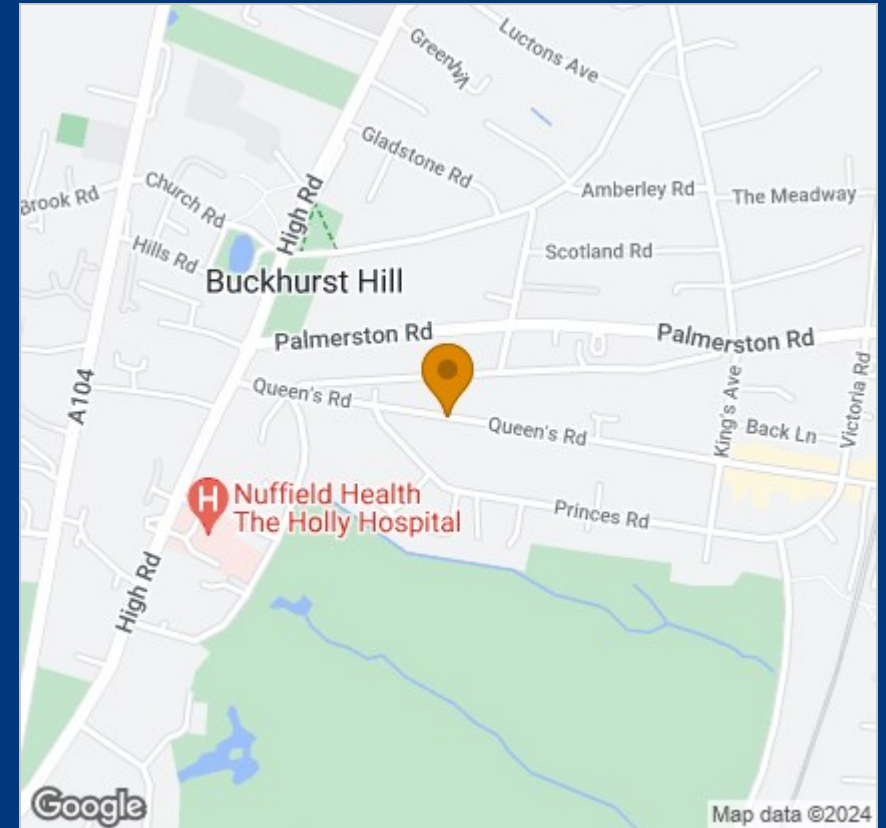 Luctons Ave
Green
Gladstone Rd
High Rd
Church Rd
Brook Rd
Amberley Rd
The Meadway
Hills Rd
Scotland Rd
Buckhurst Hill
Palmerston Rd
Palmerston Rd
A104
Queen's Rd
Queen's Rd
King's Ave
Back Ln
Victoria Rd
H
Nuffield Health
The Holly Hospital
Princes Rd
High Rd
Google
Map data ©2024